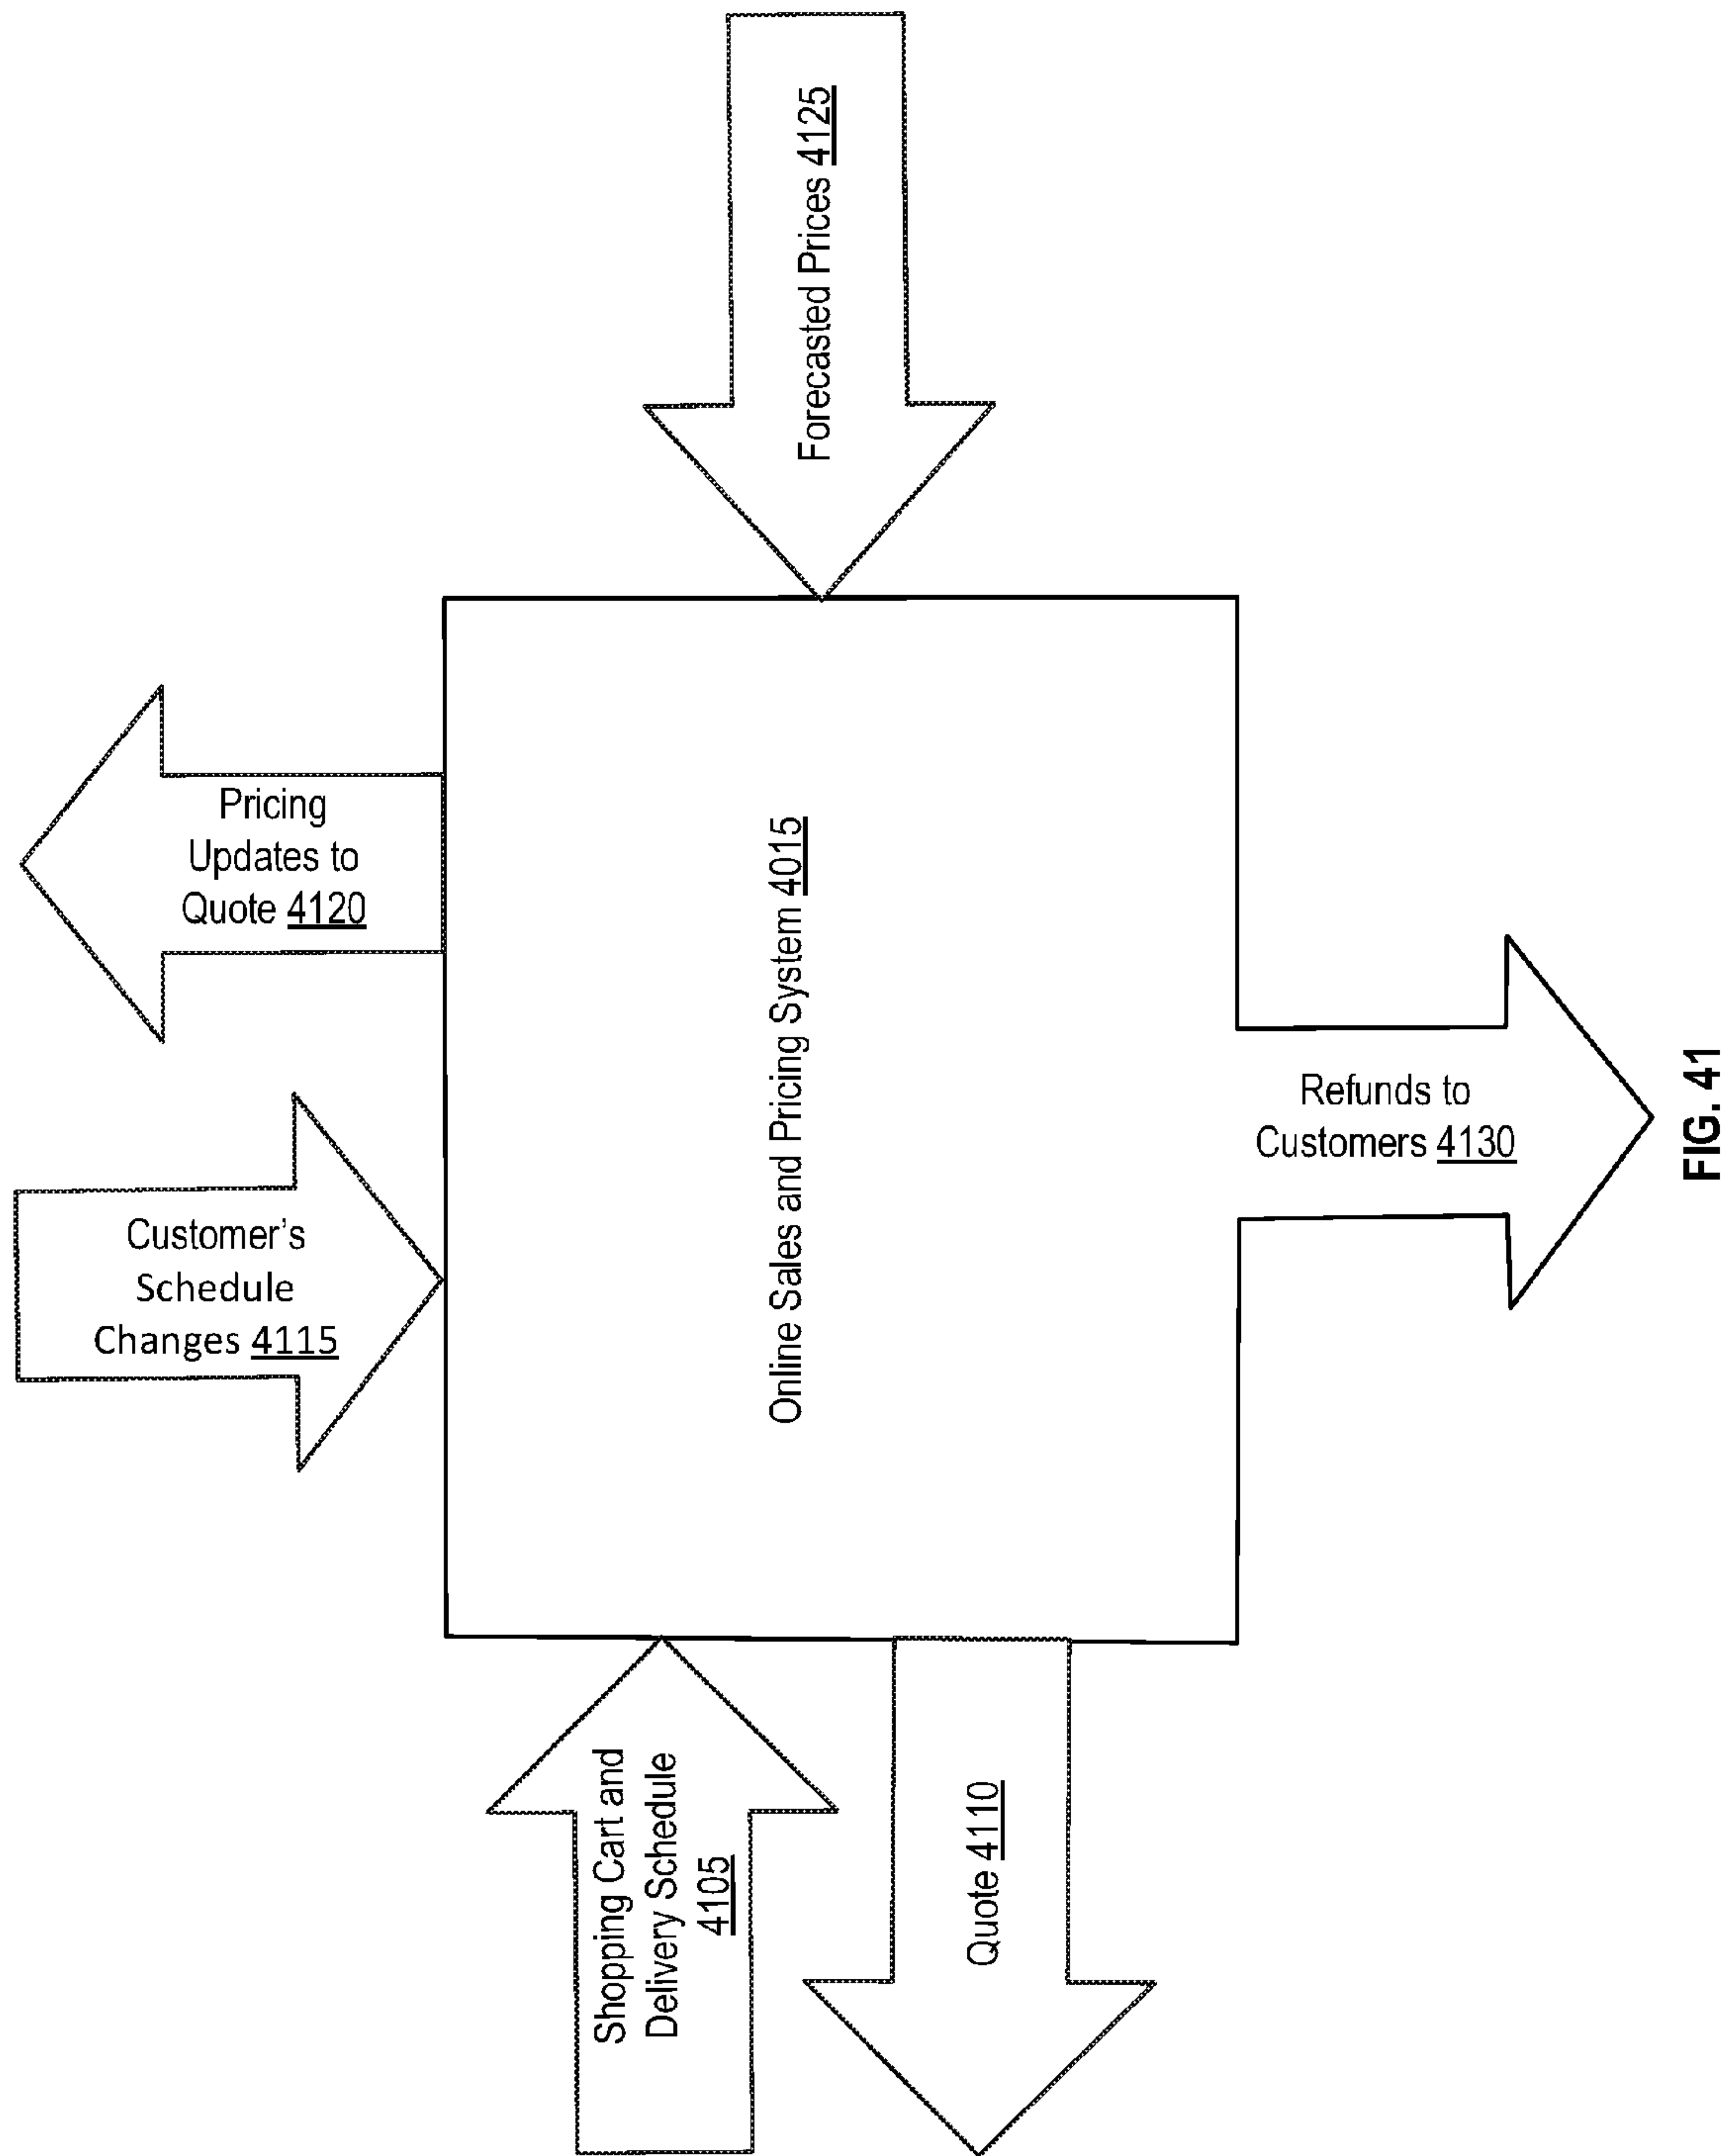 Pricing
Updates to
Quote 4120
Customer's
Schedule
Changes 4115
Forecasted Prices 4125
Online Sales and Pricing System 4015
Shopping Cart and
Delivery Schedule
4105
Quote 4110
Refunds to
Customers 4130
FIG. 41